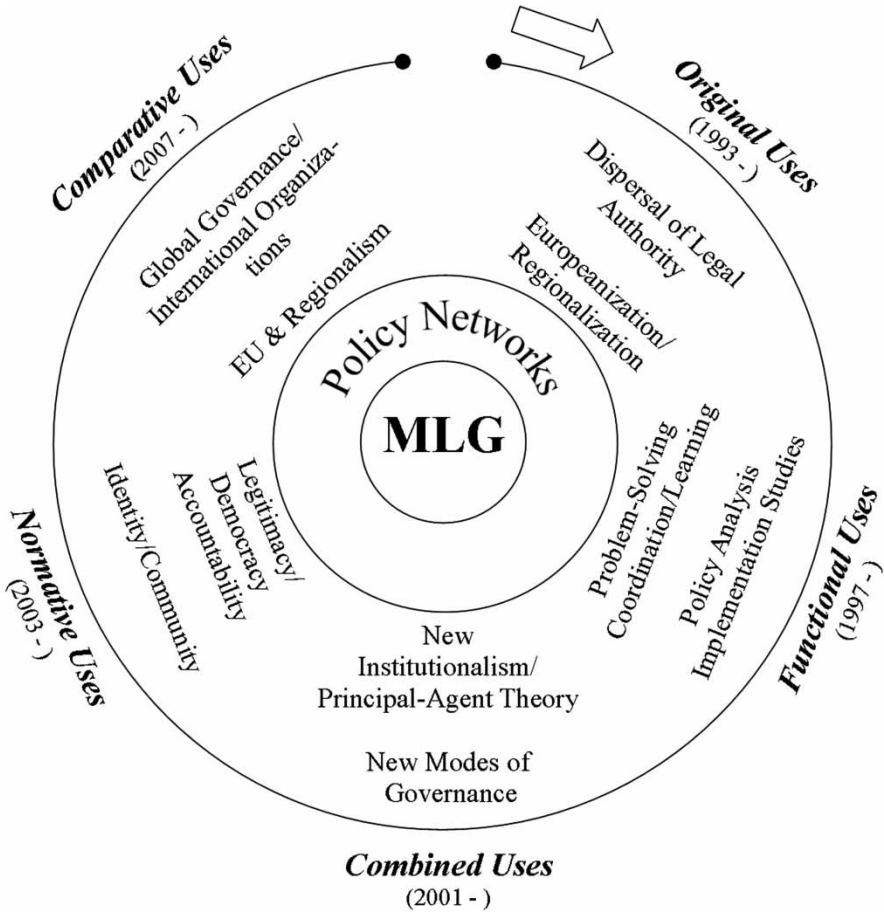 Original Uses
(1993 - )
Dispersal of Legal
Authority
Europeanization/
Regionalization
Functional Uses
(1997 - )
Problem-Solving
Coordination/Learning
Policy Analysis
Implementation Studies
Combined Uses
(2001 - )
New
Institutionalism/
Principal-Agent Theory
New Modes of
Governance
Normative Uses
(2003 - )
Identity/Community
Legitimacy/
Democracy
Accountability
Comparative Uses
(2007 - )
Global Governance/
International Organiza-
tions
EU & Regionalism
Policy Networks
MLG